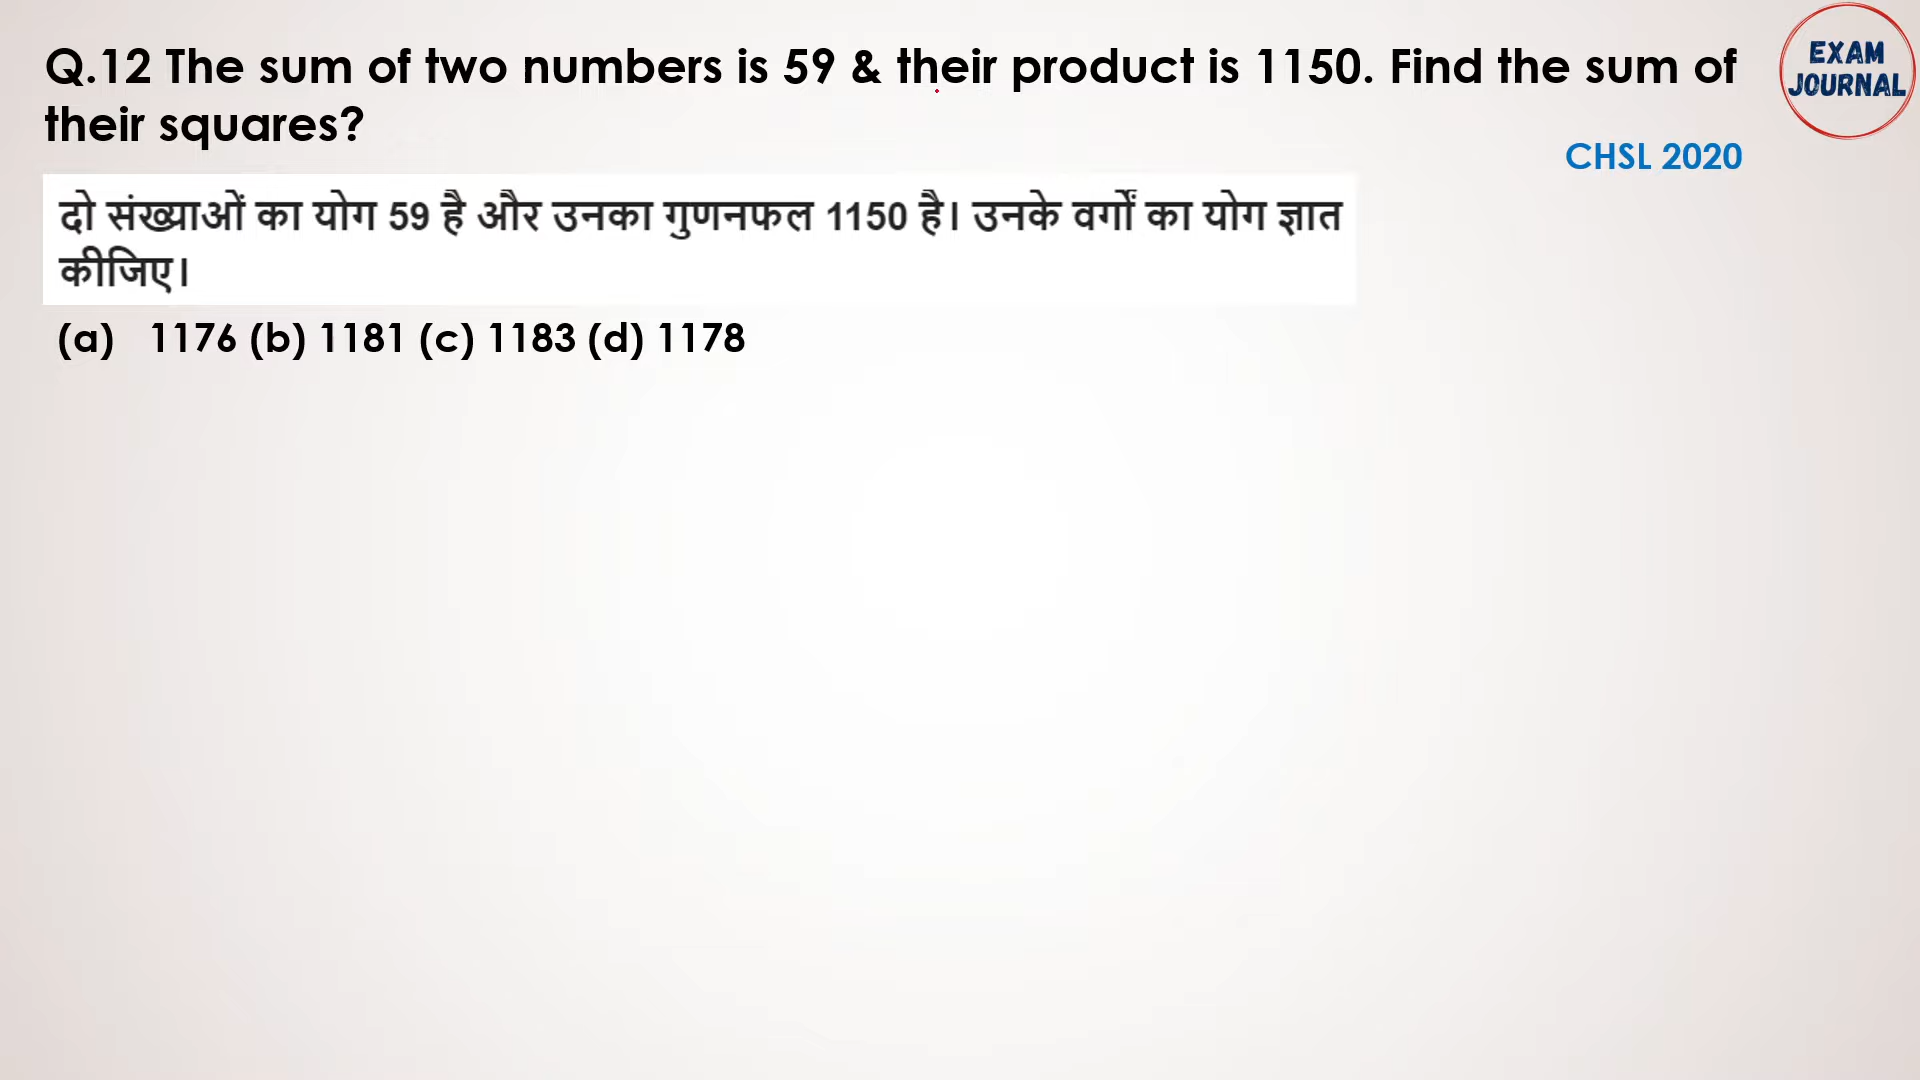 Q.12 The sum of two numbers is 59 & their product is 1150. Find the sum of
their squares?
EXAM
JOURNAL
CHSL 2020
दो संख्याओं का योग 59 है और उनका गुणनफल 1150 है। उनके वर्गों का योग ज्ञात
कीजिए।
(a) 1176 (b) 1181 (c) 1183 (d) 1178